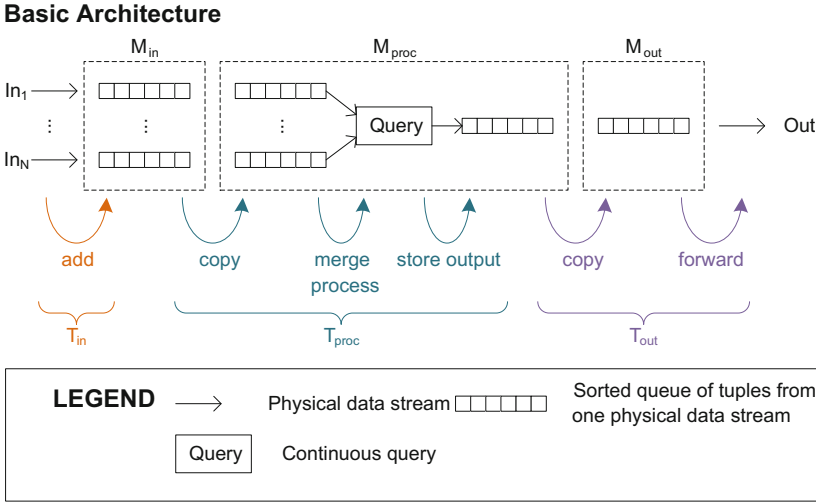 Basic Architecture
M_in M_proc M_out
In_1
Query
Out
⋮ ⋮ ⋮
In_N
add copy merge process store output copy forward
T_in T_proc T_out
LEGEND
Physical data stream
Sorted queue of tuples from
one physical data stream
Query
Continuous query